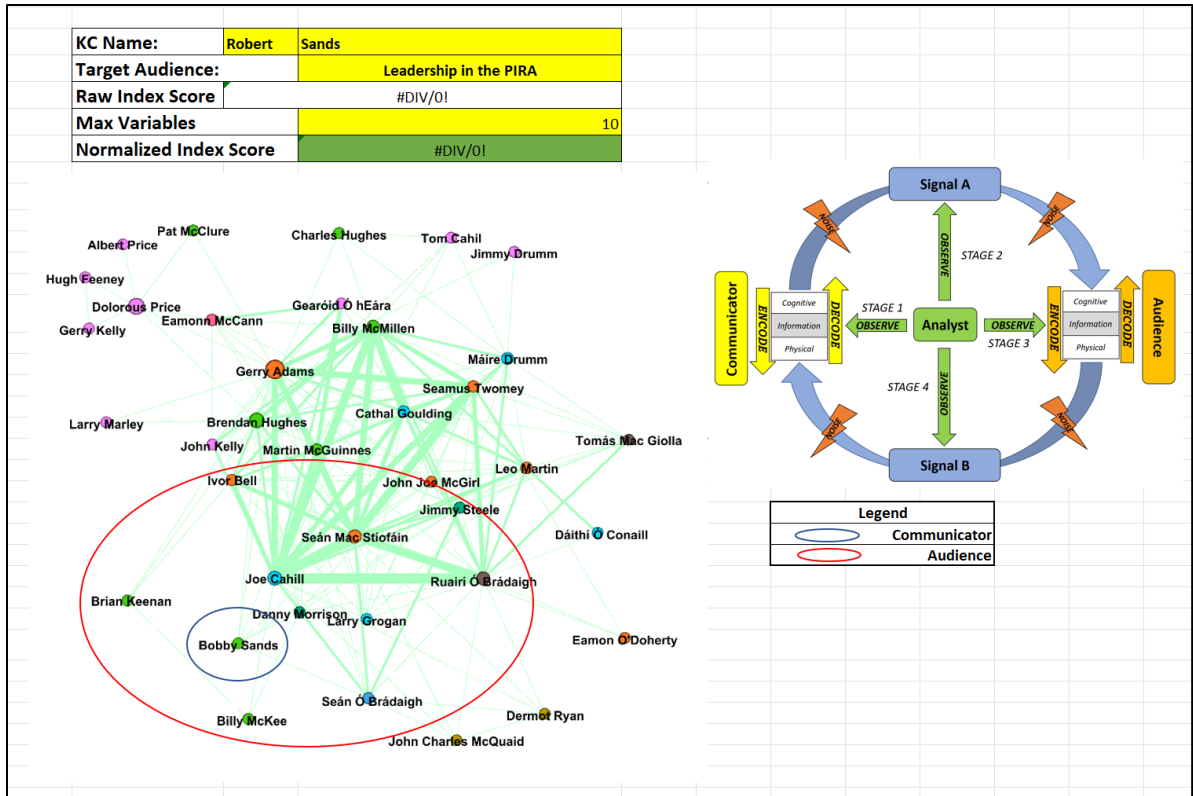 KC Name: Robert Sands
Target Audience: Leadership in the PIRA
Raw Index Score #DIV/0!
Max Variables 10
Normalized Index Score #DIV/0!
Pat McClure
Albert Price
Charles Hughes
Tom Cahil
Jimmy Drumm
Hugh Feeney
Dolorous Price
Gearóid Ó hEára
Eamonn McCann
Gerry Kelly
Billy McMillen
Máire Drumm
Gerry Adams
Seamus Twomey
Cathal Goulding
Larry Marley
Brendan Hughes
John Kelly
Martin McGuinnes
Tomás Mac Giolla
Leo Martin
Ivor Bell
John Joe McGirl
Jimmy Steele
Seán Mac Stíofáin
Dáithí Ó Conaill
Joe Cahill
Ruairí Ó Brádaigh
Brian Keenan
Danny Morrison
Larry Grogan
Bobby Sands
Eamon O'Doherty
Seán Ó Brádaigh
Billy McKee
Dermot Ryan
John Charles McQuaid
Signal A
NOISE
NOISE
OBSERVE
STAGE 2
Communicator
ENCODE
Cognitive
Information
Physical
DECODE
STAGE 1
OBSERVE
Analyst
OBSERVE
STAGE 3
ENCODE
Cognitive
Information
Physical
DECODE
Audience
STAGE 4
OBSERVE
NOISE
NOISE
Signal B
Legend
Communicator
Audience